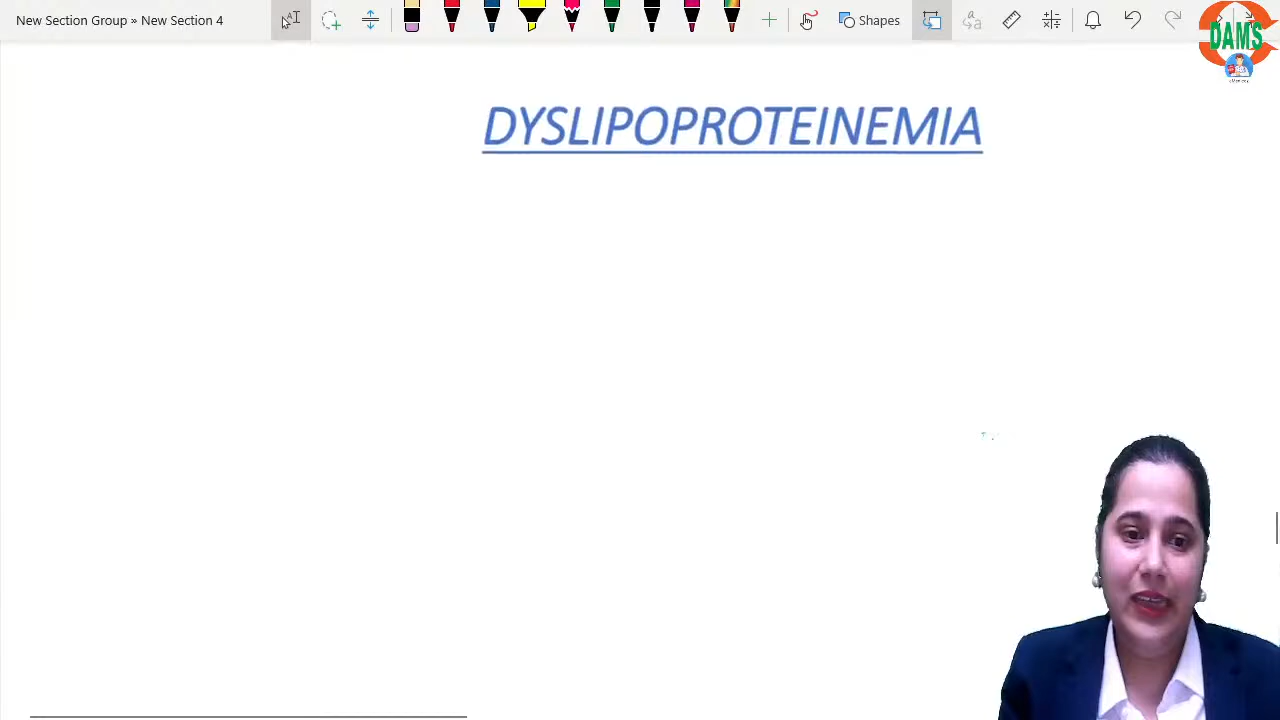 New Section Group » New Section 4
Shapes
DAMS
DYSLIPOPROTEINEMIA